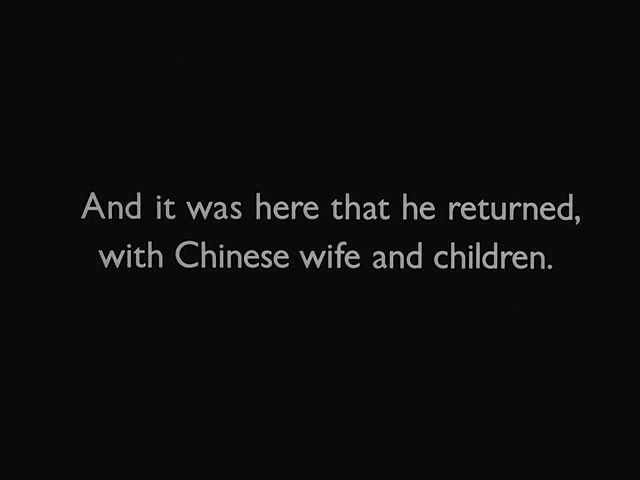 And it was here that he returned,
with Chinese wife and children.